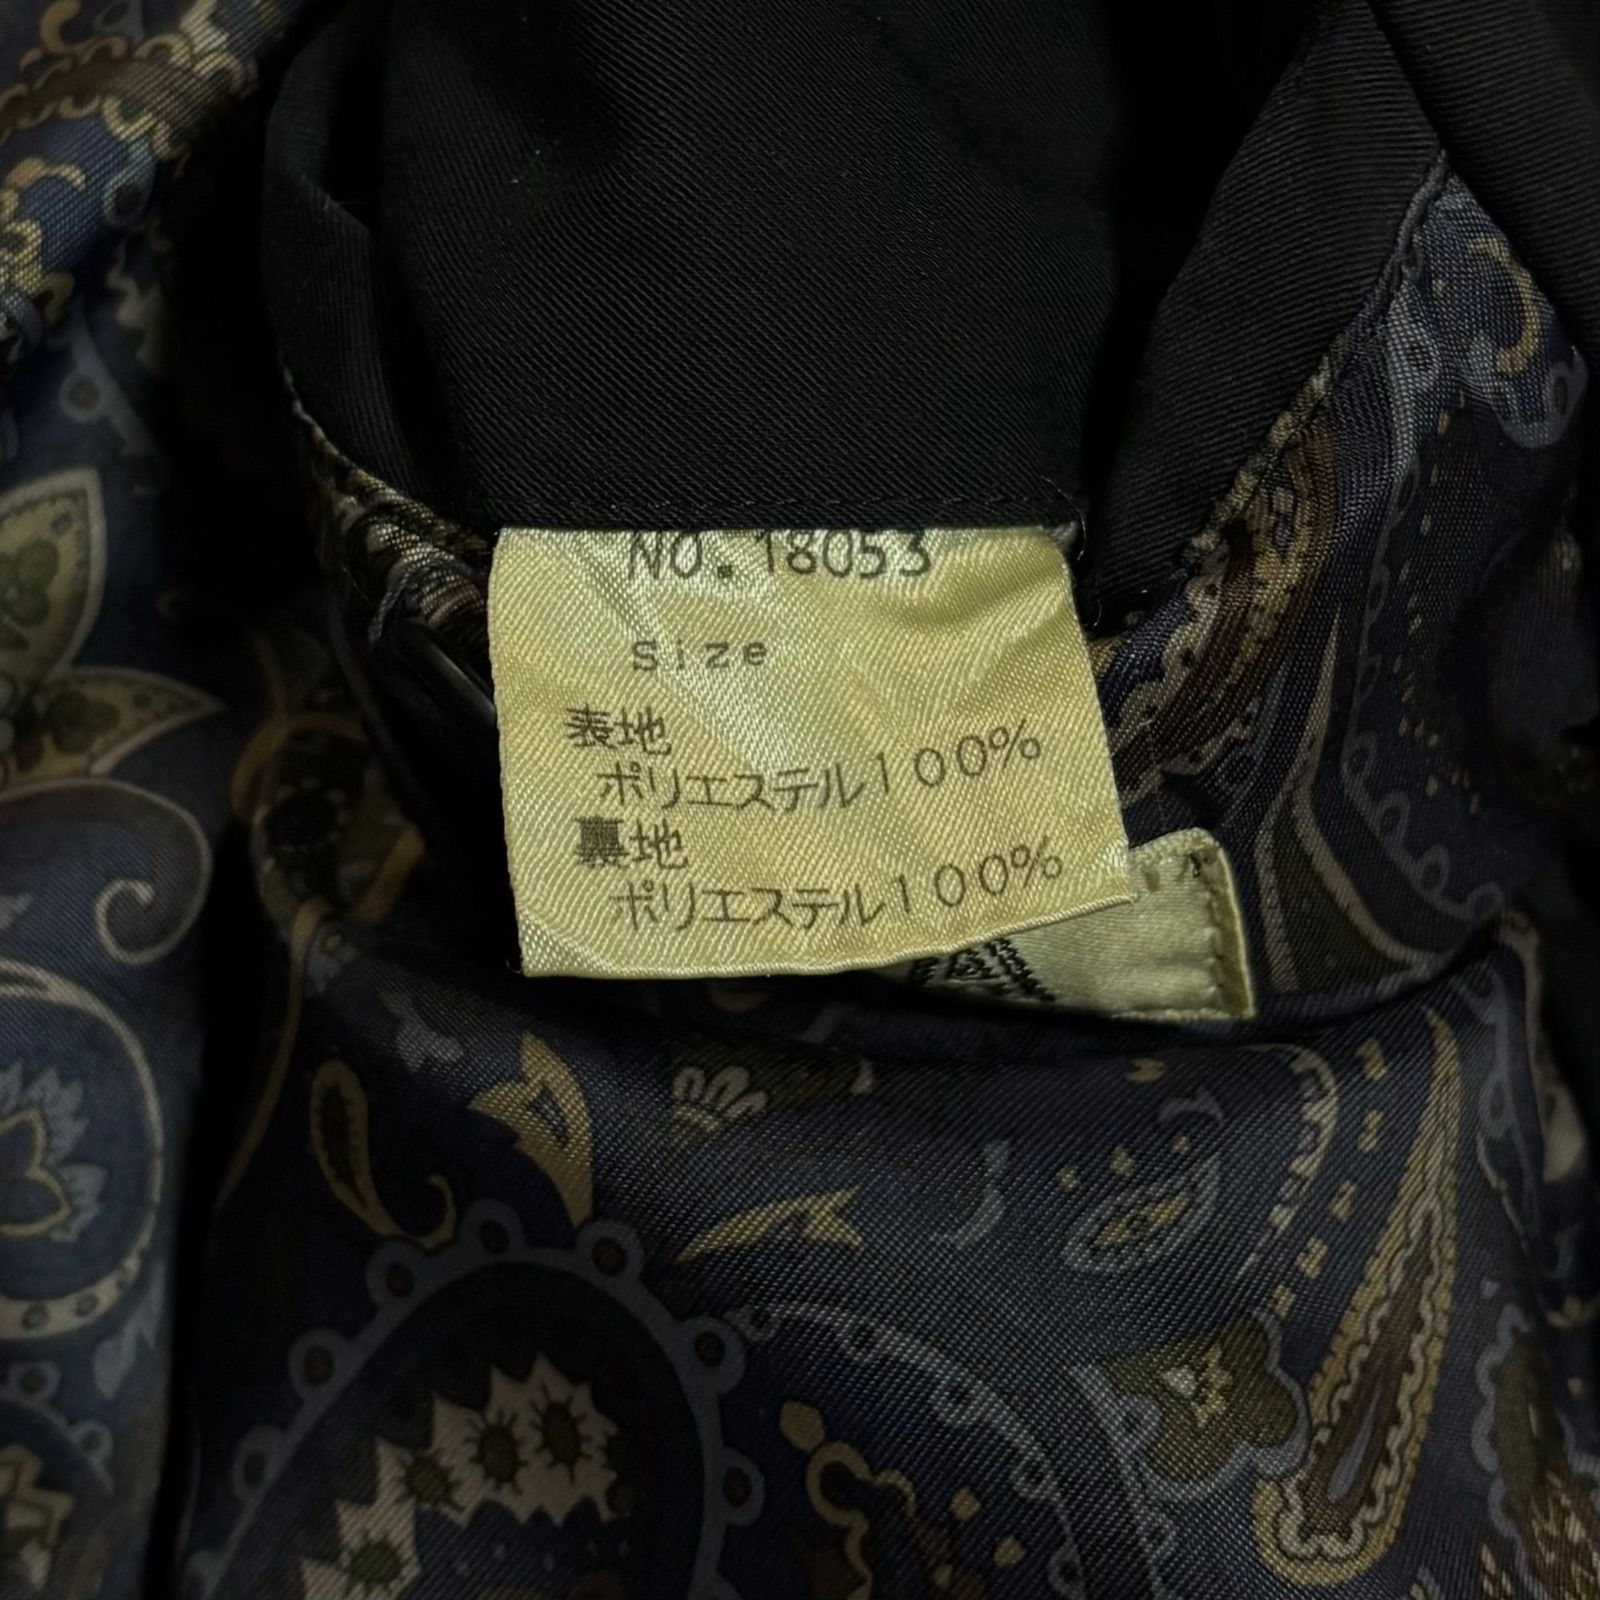 NO. 18053
Size
表地
ポリエステル100%
裏地
ポリエステル100%